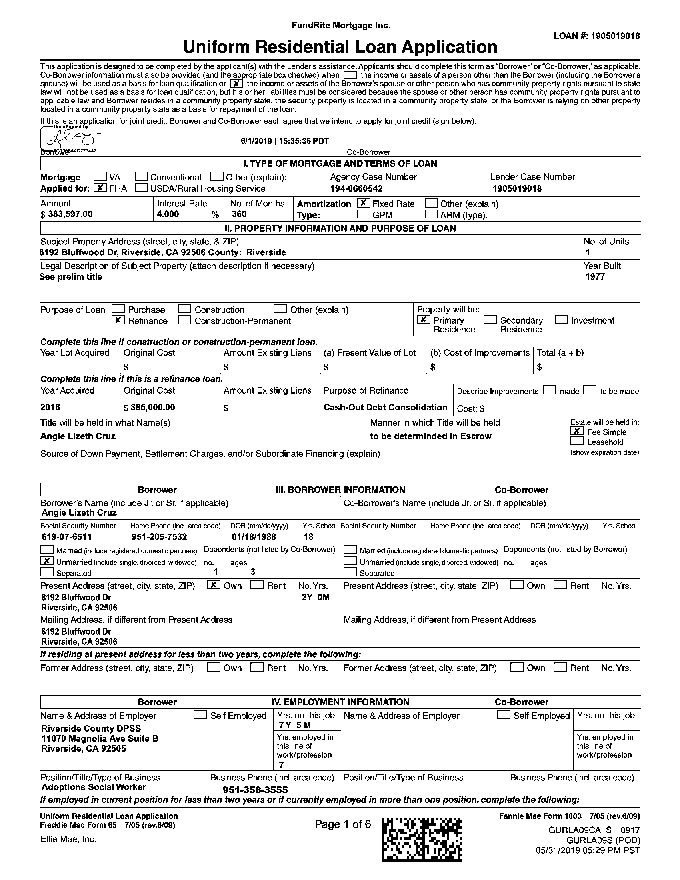 FundRite Mortgage Inc.
LOAN #: 1905019018
Uniform Residential Loan Application
This application is designed to be completed by the applicant(s) with the Lender's assistance. Applicants should complete this form as "Borrower" or "Co-Borrower," as applicable.
Co-Borrower information must also be provided (and the appropriate box checked) when the income or assets of a person other than the Borrower (including the Borrower's
spouse) will be used as a basis for loan qualification or X the income or assets of the Borrower's spouse or other person who has community property rights pursuant to state
law will not be used as a basis for loan qualification, but his or her liabilities must be considered because the spouse or other person has community property rights pursuant to
applicable law and Borrower resides in a community property state, the security property is located in a community property state, or the Borrower is relying on other property
located in a community property state as a basis for repayment of the loan.
If this is an application for joint credit, Borrower and Co-Borrower each agree that we intend to apply for joint credit (sign below).
6/1/2019 | 15:35:35 PDT
Borrower Co-Borrower
I. TYPE OF MORTGAGE AND TERMS OF LOAN
Mortgage VA Conventional Other (explain): Agency Case Number Lender Case Number
Applied for: X FHA USDA/Rural Housing Service 194-0660542 1905019018
Amount Interest Rate No. of Months Amortization X Fixed Rate Other (explain)
$ 383,597.00 4.000 % 360 Type: GPM ARM (type):
II. PROPERTY INFORMATION AND PURPOSE OF LOAN
Subject Property Address (street, city, state, & ZIP) No. of Units
8192 Bluffwood Dr, Riverside, CA 92506 County: Riverside 1
Legal Description of Subject Property (attach description if necessary) Year Built
See prelim title 1977
Purpose of Loan Purchase Construction Other (explain) Property will be:
X Refinance Construction-Permanent X Primary Residence Secondary Residence Investment
Complete this line if construction or construction-permanent loan.
Year Lot Acquired Original Cost Amount Existing Liens (a) Present Value of Lot (b) Cost of Improvements Total (a + b)
$ $ $ $ $
Complete this line if this is a refinance loan.
Year Acquired Original Cost Amount Existing Liens Purpose of Refinance Describe Improvements made to be made
2016 $ 385,000.00 $ Cash-Out Debt Consolidation Cost: $
Title will be held in what Name(s) Manner in which Title will be held Estate will be held in:
Angie Lizeth Cruz to be determinded in Escrow X Fee Simple
Leasehold
Source of Down Payment, Settlement Charges, and/or Subordinate Financing (explain) (show expiration date)
Borrower III. BORROWER INFORMATION Co-Borrower
Borrower's Name (include Jr. or Sr. if applicable) Co-Borrower's Name (include Jr. or Sr. if applicable)
Angie Lizeth Cruz
Social Security Number Home Phone (incl. area code) DOB (mm/dd/yyyy) Yrs. School Social Security Number Home Phone (incl. area code) DOB (mm/dd/yyyy) Yrs. School
619-07-6511 951-205-7532 01/18/1988 18
Married (include registered domestic partners) Dependents (not listed by Co-Borrower) Married (include registered domestic partners) Dependents (not listed by Borrower)
X Unmarried (include single, divorced, widowed) no. ages Unmarried (include single, divorced, widowed) no. ages
Separated 1 3 Separated
Present Address (street, city, state, ZIP) X Own Rent No. Yrs. Present Address (street, city, state, ZIP) Own Rent No. Yrs.
8192 Bluffwood Dr 2Y 0M
Riverside, CA 92506
Mailing Address, if different from Present Address Mailing Address, if different from Present Address
8192 Bluffwood Dr
Riverside, CA 92506
If residing at present address for less than two years, complete the following:
Former Address (street, city, state, ZIP) Own Rent No. Yrs. Former Address (street, city, state, ZIP) Own Rent No. Yrs.
Borrower IV. EMPLOYMENT INFORMATION Co-Borrower
Name & Address of Employer Self Employed Yrs. on this job Name & Address of Employer Self Employed Yrs. on this job
Riverside County DPSS 7Y 5M
11070 Magnolia Ave Suite B Yrs. employed in this line of work/profession Yrs. employed in this line of work/profession
Riverside, CA 92505
7
Position/Title/Type of Business Business Phone (incl. area code) Position/Title/Type of Business Business Phone (incl. area code)
Adoptions Social Worker 951-358-3555
If employed in current position for less than two years or if currently employed in more than one position, complete the following:
Uniform Residential Loan Application Fannie Mae Form 1003 7/05 (rev.6/09)
Freddie Mac Form 65 7/05 (rev.6/09) Page 1 of 6
Ellie Mae, Inc. GURLA09CA_S 0917
GURLA09S (POD)
05/31/2019 05:29 PM PST